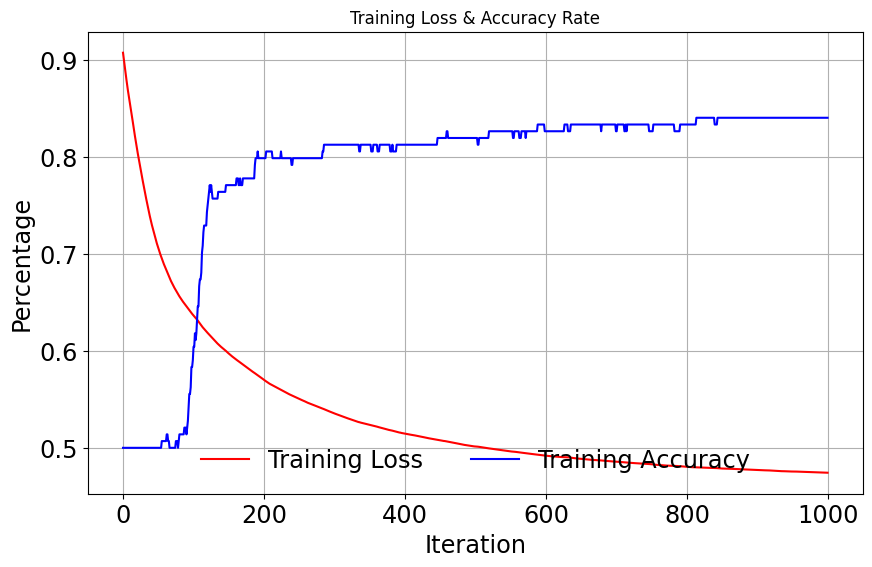 Training Loss & Accuracy Rate
0.9
0.8
0.7
0.6
0.5
Percentage
Training Loss
Training Accuracy
0 200 400 600 800 1000
Iteration